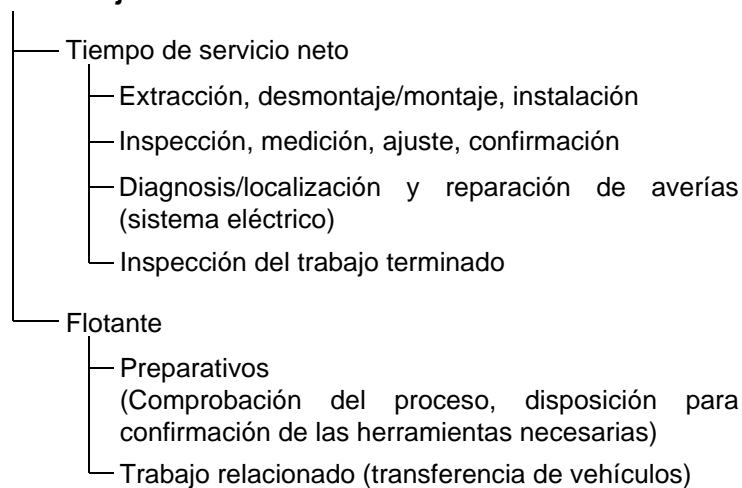 Tiempo de servicio neto
Extracción, desmontaje/montaje, instalación
Inspección, medición, ajuste, confirmación
Diagnosis/localización y reparación de averías
(sistema eléctrico)
Inspección del trabajo terminado
Flotante
Preparativos
(Comprobación del proceso, disposición para
confirmación de las herramientas necesarias)
Trabajo relacionado (transferencia de vehículos)